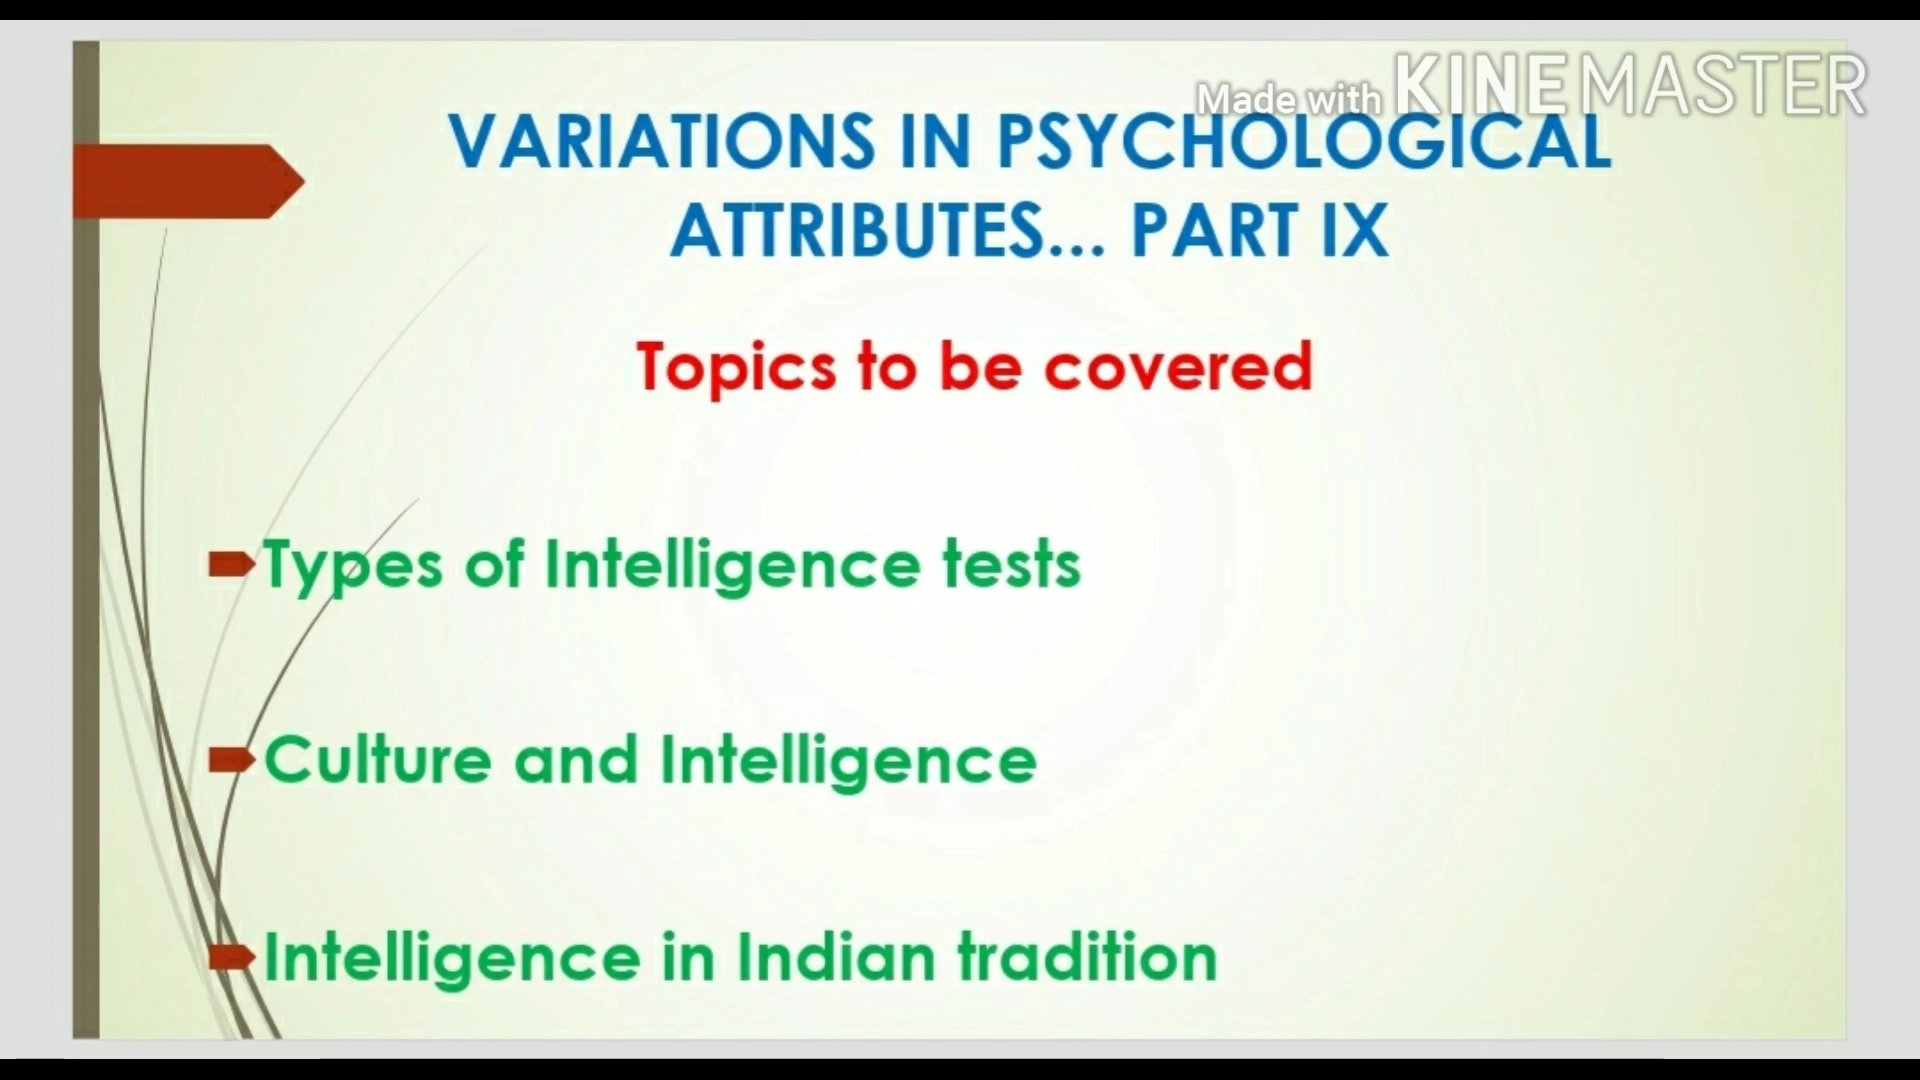 Made with KINEMASTER
VARIATIONS IN PSYCHOLOGICAL
ATTRIBUTES... PART IX
Topics to be covered
Types of Intelligence tests
Culture and Intelligence
Intelligence in Indian tradition